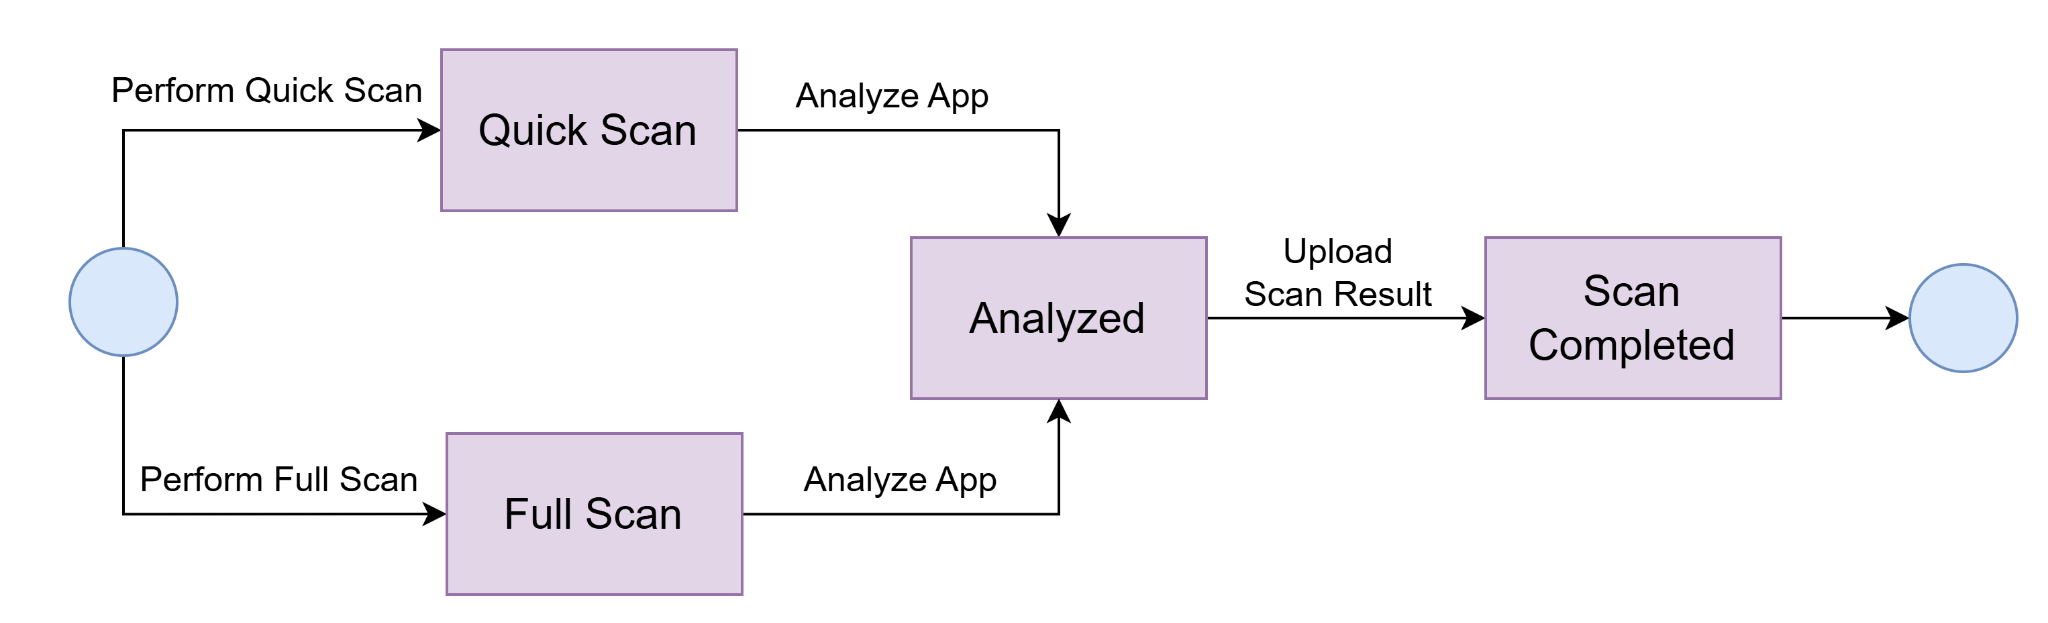 Perform Quick Scan
Quick Scan
Analyze App
Upload
Scan Result
Analyzed
Scan
Completed
Perform Full Scan
Full Scan
Analyze App